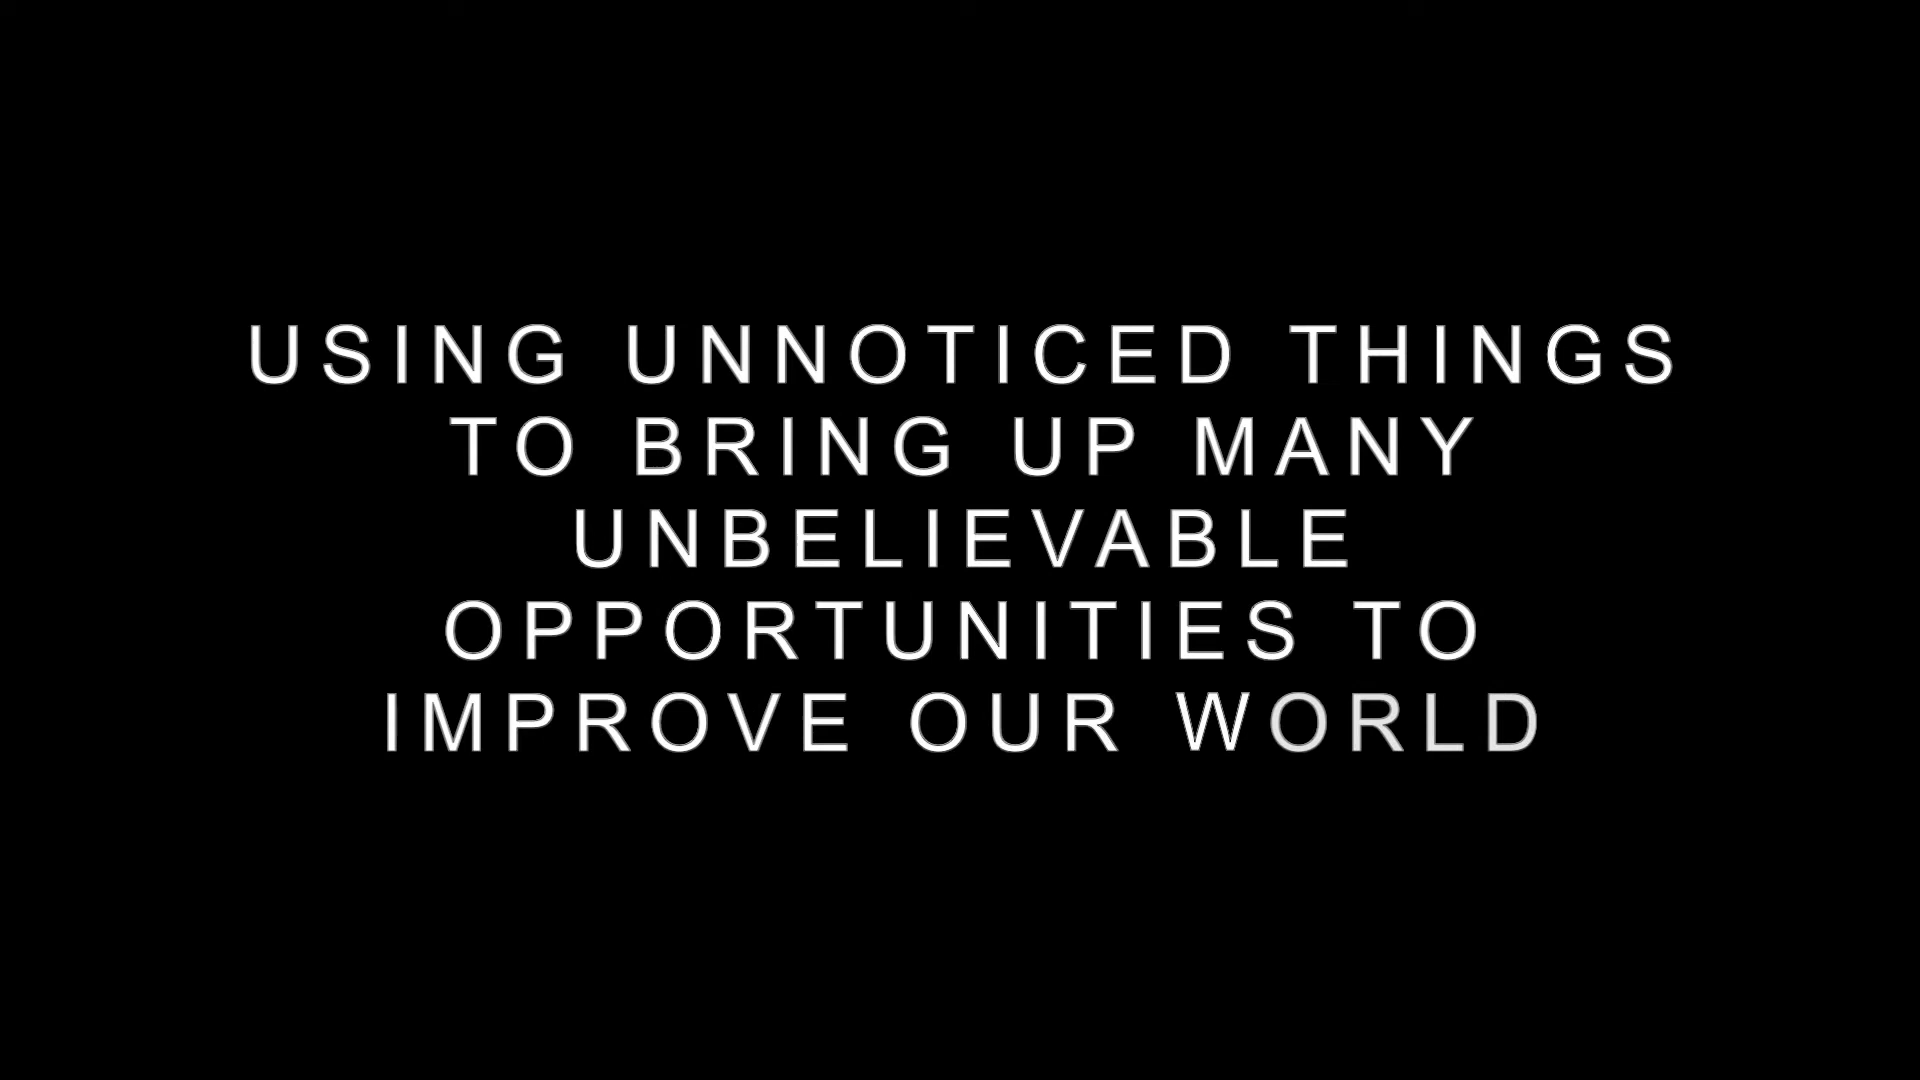 USING UNNOTICED THINGS
TO BRING UP MANY
UNBELIEVABLE
OPPORTUNITIES TO
IMPROVE OUR WORLD